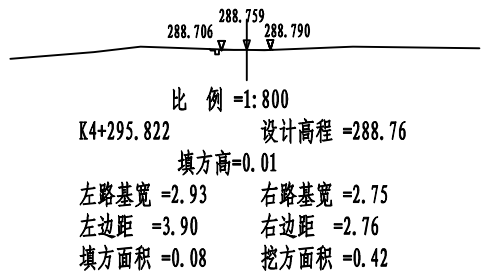 288.759
288.706 288.790
比 例 =1:800
K4+295.822 设计高程 =288.76
填方高=0.01
左路基宽 =2.93 右路基宽 =2.75
左边距 =3.90 右边距 =2.76
填方面积 =0.08 挖方面积 =0.42